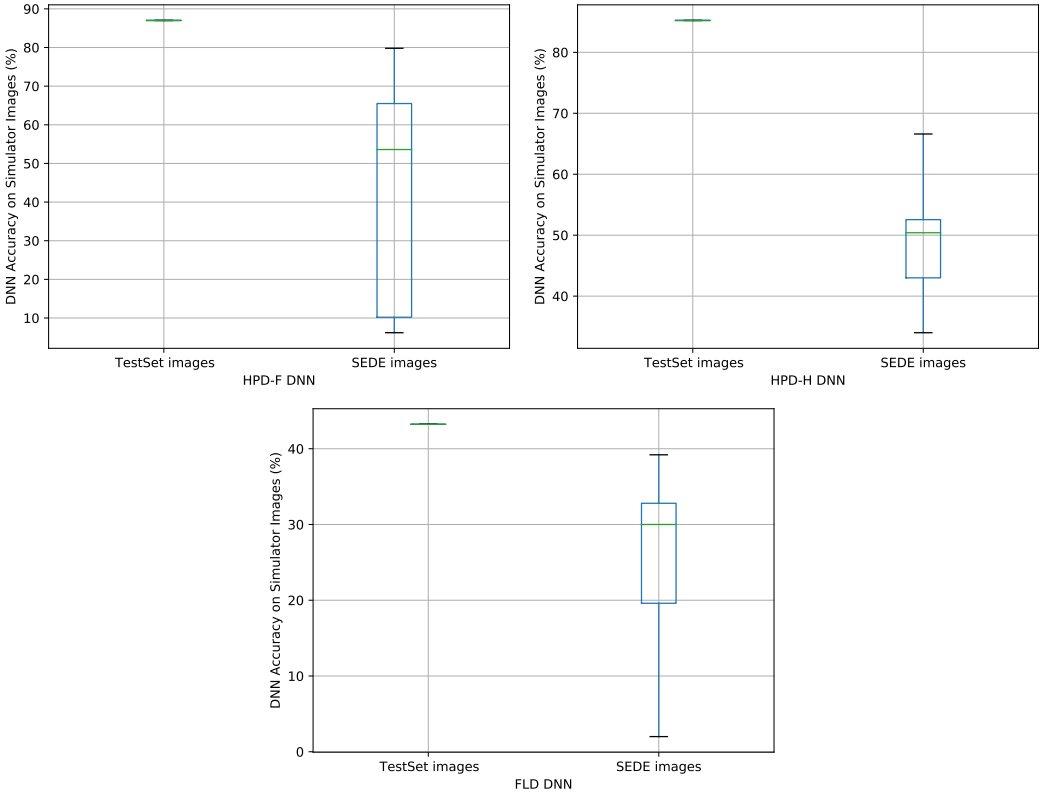 DNN Accuracy on Simulator Images (%)
90
80
70
60
50
40
30
20
10
TestSet images
SEDE images
HPD-F DNN
DNN Accuracy on Simulator Images (%)
80
70
60
50
40
TestSet images
SEDE images
HPD-H DNN
DNN Accuracy on Simulator Images (%)
40
30
20
10
0
TestSet images
SEDE images
FLD DNN